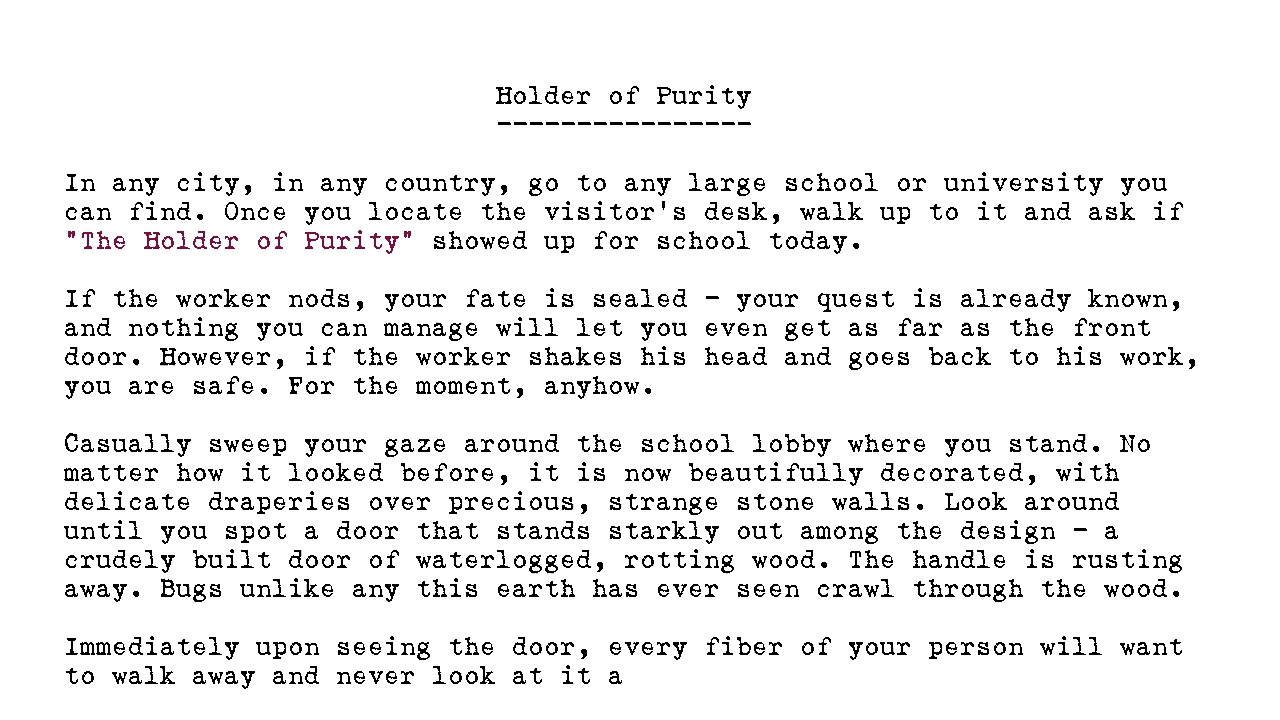 Holder of Purity
----------------
In any city, in any country, go to any large school or university you
can find. Once you locate the visitor's desk, walk up to it and ask if
"The Holder of Purity" showed up for school today.
If the worker nods, your fate is sealed - your quest is already known,
and nothing you can manage will let you even get as far as the front
door. However, if the worker shakes his head and goes back to his work,
you are safe. For the moment, anyhow.
Casually sweep your gaze around the school lobby where you stand. No
matter how it looked before, it is now beautifully decorated, with
delicate draperies over precious, strange stone walls. Look around
until you spot a door that stands starkly out among the design - a
crudely built door of waterlogged, rotting wood. The handle is rusting
away. Bugs unlike any this earth has ever seen crawl through the wood.
Immediately upon seeing the door, every fiber of your person will want
to walk away and never look at it a